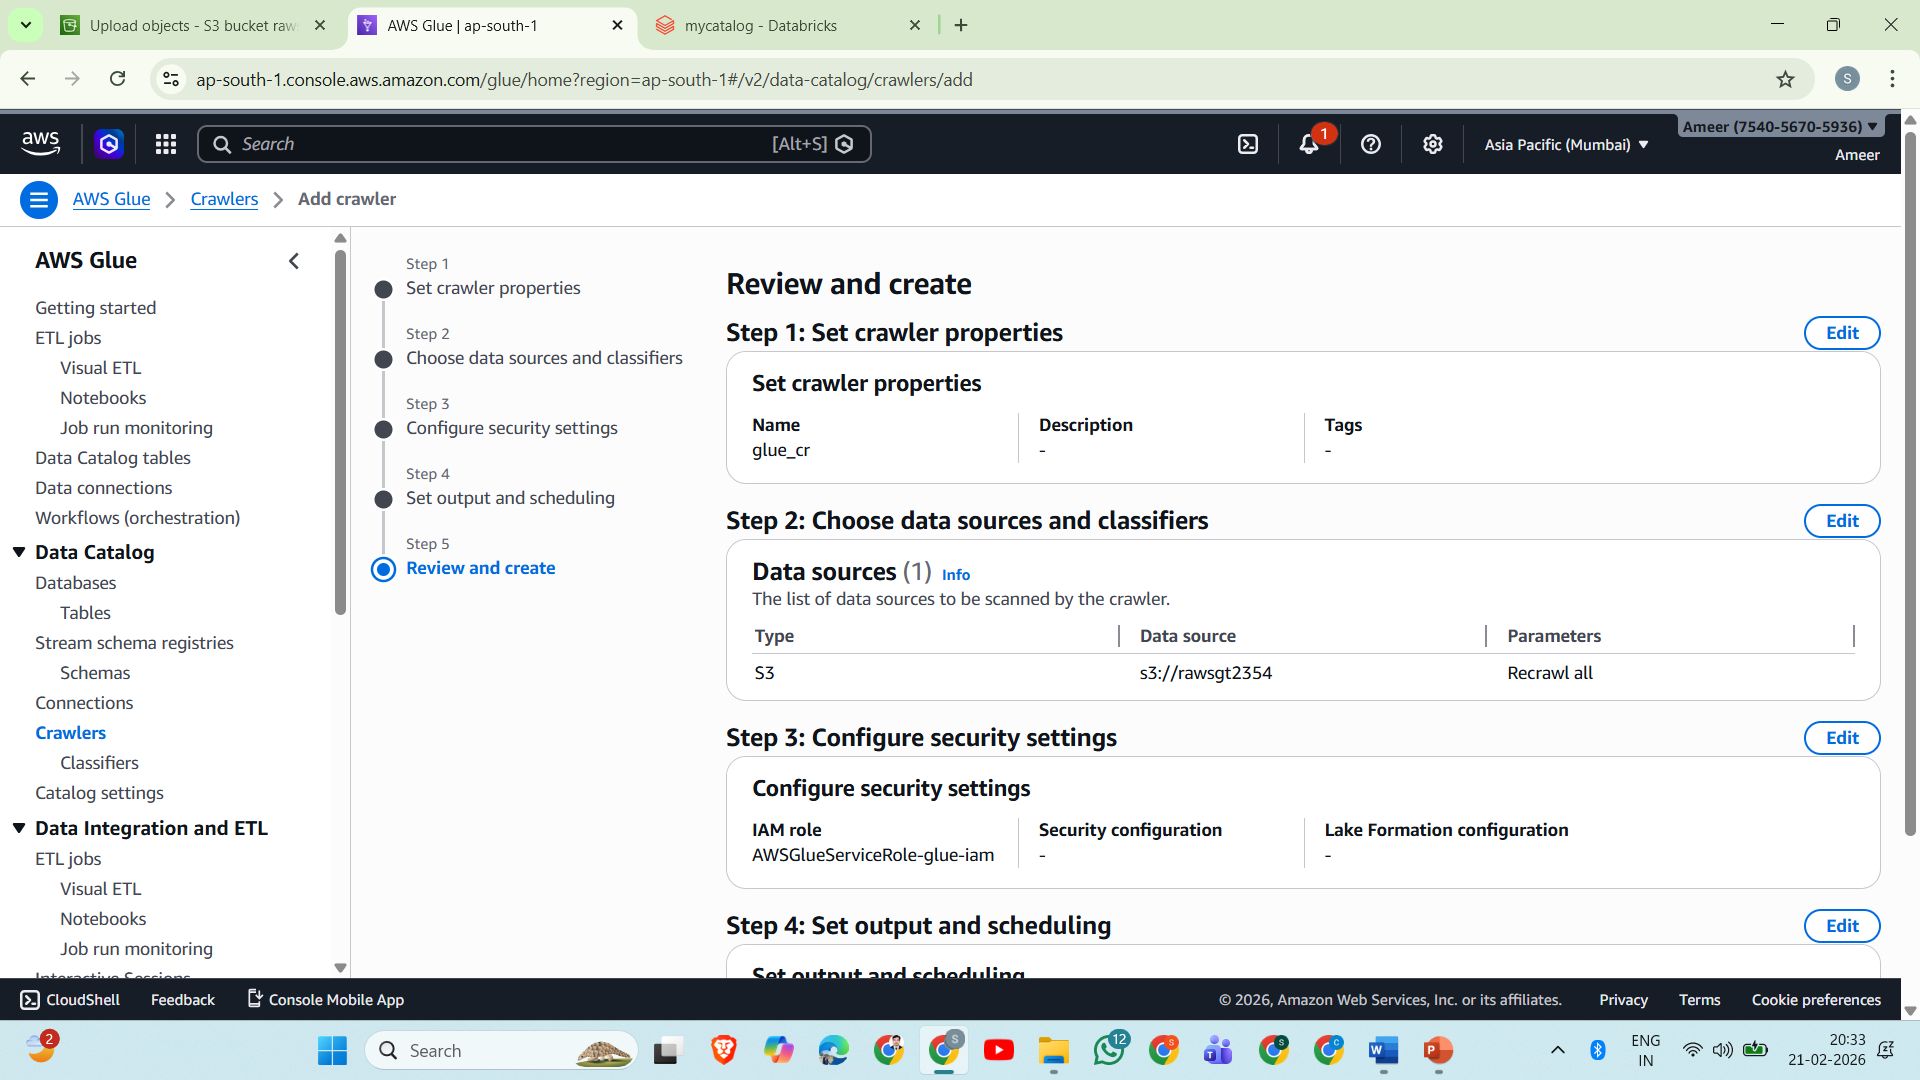 Upload objects - S3 bucket raws
AWS Glue | ap-south-1
mycatalog - Databricks
ap-south-1.console.aws.amazon.com/glue/home?region=ap-south-1#/v2/data-catalog/crawlers/add
S
aws
Search
[Alt+S]
1
Asia Pacific (Mumbai)
Ameer (7540-5670-5936)
Ameer
AWS Glue
Crawlers
Add crawler
AWS Glue
Getting started
ETL jobs
Visual ETL
Notebooks
Job run monitoring
Data Catalog tables
Data connections
Workflows (orchestration)
Data Catalog
Databases
Tables
Stream schema registries
Schemas
Connections
Crawlers
Classifiers
Catalog settings
Data Integration and ETL
ETL jobs
Visual ETL
Notebooks
Job run monitoring
Interactive Sessions
Step 1
Set crawler properties
Step 2
Choose data sources and classifiers
Step 3
Configure security settings
Step 4
Set output and scheduling
Step 5
Review and create
Review and create
Step 1: Set crawler properties
Edit
Set crawler properties
Name
glue_cr
Description
-
Tags
-
Step 2: Choose data sources and classifiers
Edit
Data sources (1) Info
The list of data sources to be scanned by the crawler.
Type Data source Parameters
S3 s3://rawsgt2354 Recrawl all
Step 3: Configure security settings
Edit
Configure security settings
IAM role
AWSGlueServiceRole-glue-iam
Security configuration
-
Lake Formation configuration
-
Step 4: Set output and scheduling
Edit
Set output and scheduling
CloudShell
Feedback
Console Mobile App
© 2026, Amazon Web Services, Inc. or its affiliates.
Privacy
Terms
Cookie preferences
2
Search
12
ENG
IN
20:33
21-02-2026